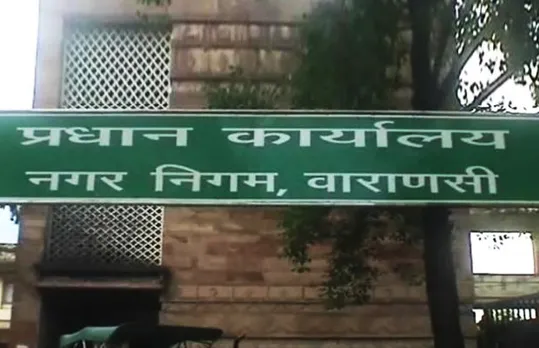 प्रधान कार्यालय
नगर निगम, वाराणसी